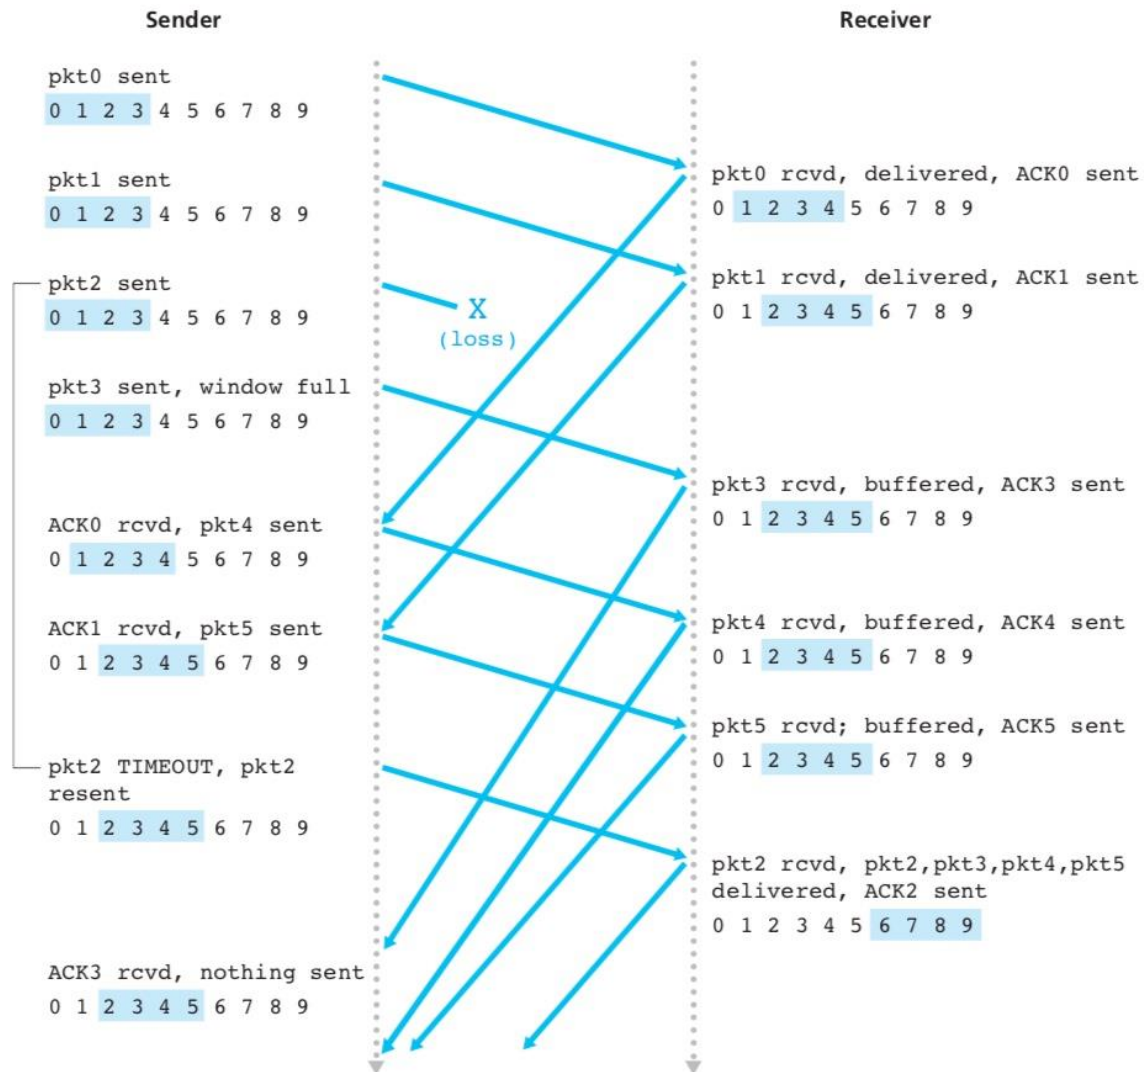 Sender
Receiver
pkt0 sent
0 1 2 3 4 5 6 7 8 9
pkt0 rcvd, delivered, ACK0 sent
0 1 2 3 4 5 6 7 8 9
pkt1 sent
0 1 2 3 4 5 6 7 8 9
pkt1 rcvd, delivered, ACK1 sent
0 1 2 3 4 5 6 7 8 9
pkt2 sent
0 1 2 3 4 5 6 7 8 9
X
(loss)
pkt3 sent, window full
0 1 2 3 4 5 6 7 8 9
pkt3 rcvd, buffered, ACK3 sent
0 1 2 3 4 5 6 7 8 9
ACK0 rcvd, pkt4 sent
0 1 2 3 4 5 6 7 8 9
pkt4 rcvd, buffered, ACK4 sent
0 1 2 3 4 5 6 7 8 9
ACK1 rcvd, pkt5 sent
0 1 2 3 4 5 6 7 8 9
pkt5 rcvd; buffered, ACK5 sent
0 1 2 3 4 5 6 7 8 9
pkt2 TIMEOUT, pkt2
resent
0 1 2 3 4 5 6 7 8 9
pkt2 rcvd, pkt2,pkt3,pkt4,pkt5
delivered, ACK2 sent
0 1 2 3 4 5 6 7 8 9
ACK3 rcvd, nothing sent
0 1 2 3 4 5 6 7 8 9